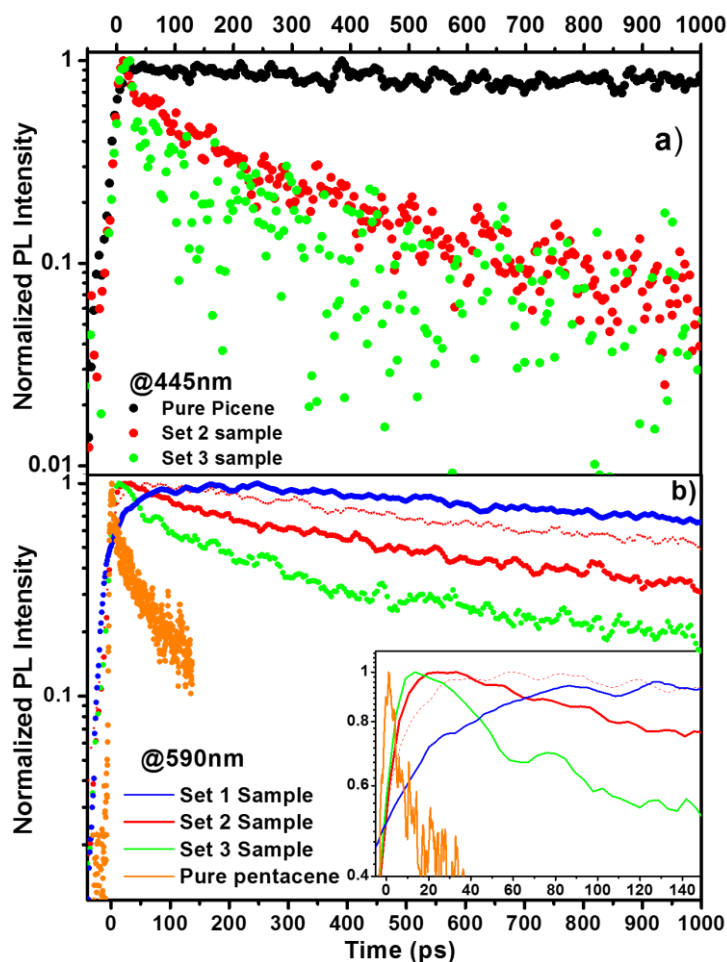 0 100 200 300 400 500 600 700 800 900 1000
1
0.1
0.01
Normalized PL Intensity
a)
@445nm
Pure Picene
Set 2 sample
Set 3 sample
1
0.1
Normalized PL Intensity
b)
@590nm
Set 1 Sample
Set 2 Sample
Set 3 Sample
Pure pentacene
1
0.8
0.6
0.4
0 20 40 60 80 100 120 140
0 100 200 300 400 500 600 700 800 900 1000
Time (ps)